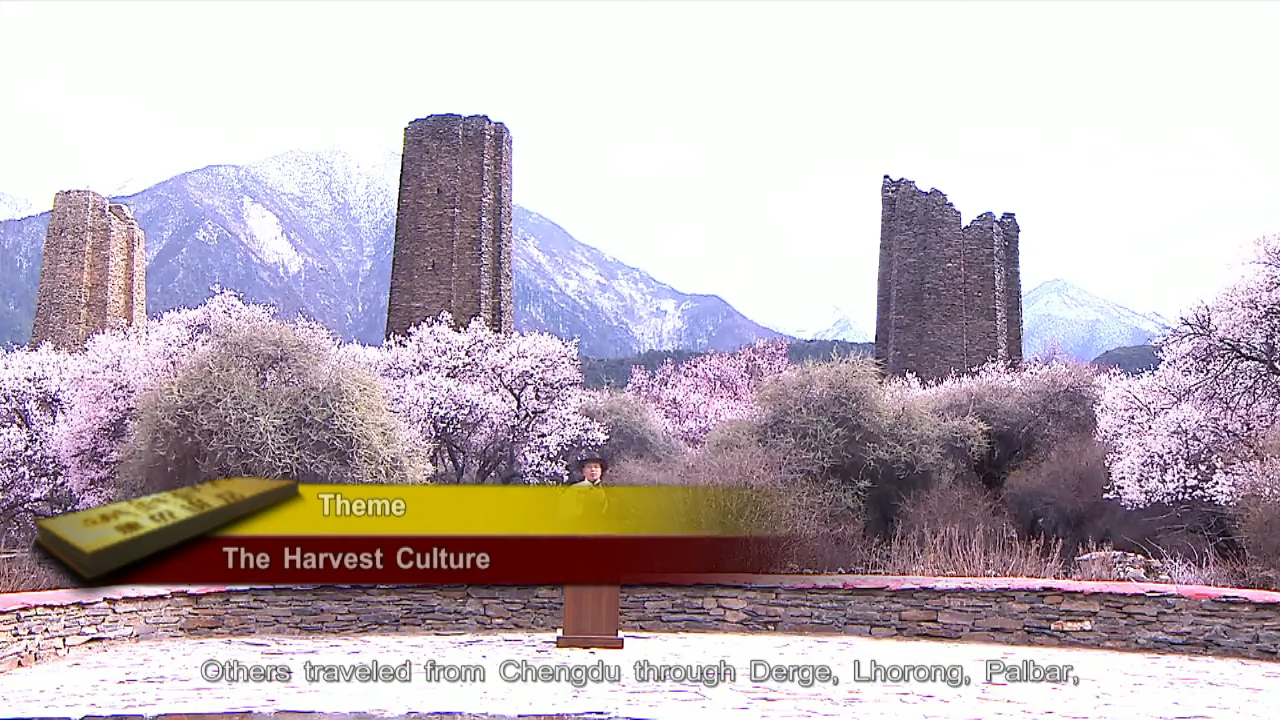 Theme
The Harvest Culture
Others traveled from Chengdu through Derge, Lhorong, Palbar,